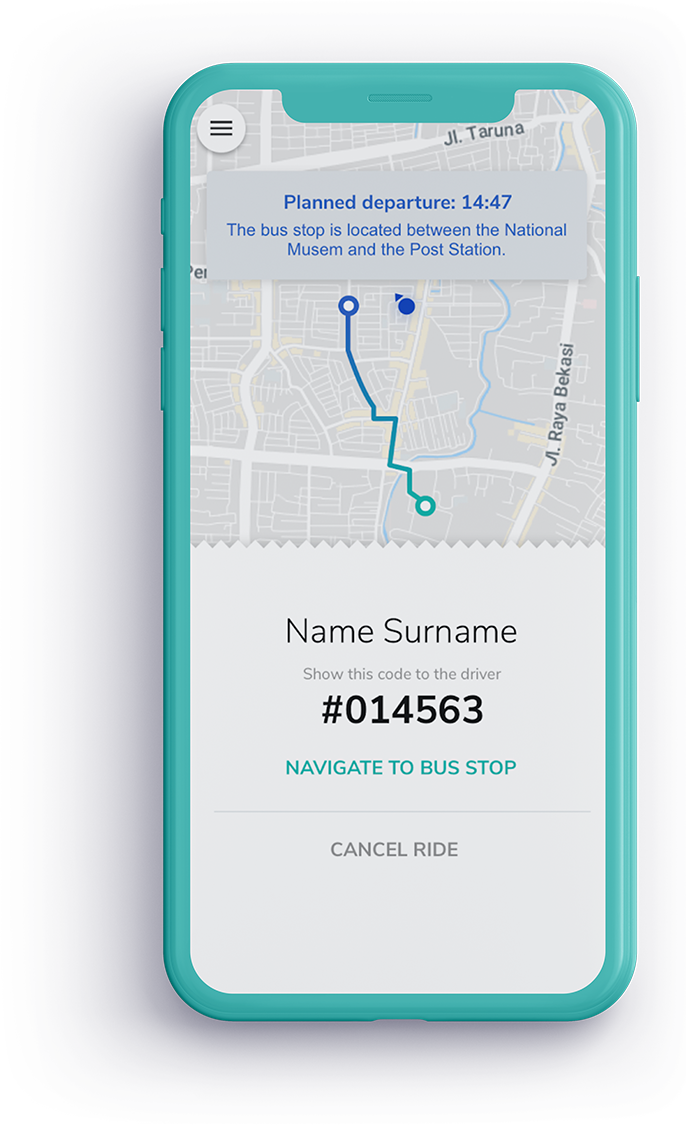 Jl. Taruna
Planned departure: 14:47
The bus stop is located between the National
Musem and the Post Station.
Per
Jl. Raya Bekasi
Name Surname
Show this code to the driver
#014563
NAVIGATE TO BUS STOP
CANCEL RIDE